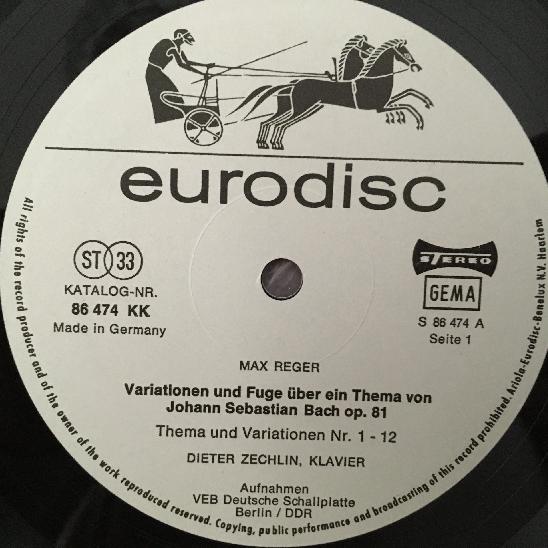 eurodisc
ST 33
KATALOG-NR.
86 474 KK
Made in Germany
STEREO
GEMA
S 86 474 A
Seite 1
MAX REGER
Variationen und Fuge über ein Thema von
Johann Sebastian Bach op. 81
Thema und Variationen Nr. 1 - 12
DIETER ZECHLIN, KLAVIER
Aufnahmen
VEB Deutsche Schallplatte
Berlin / DDR
All rights of the record producer and of the owner of the work reproduced reserved. Copying, public performance and broadcasting of this record prohibited. Ariola-Eurodisc-Benelux N.V. Haarlem